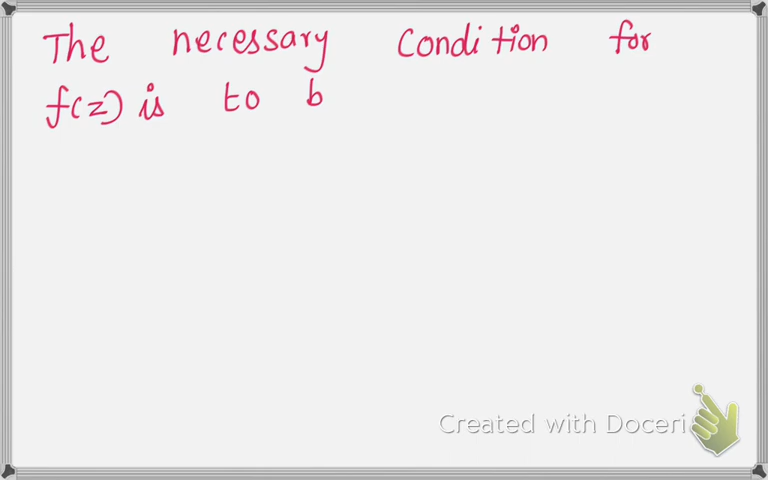 The necessary condition for
f(z) is to b
Created with Doceri